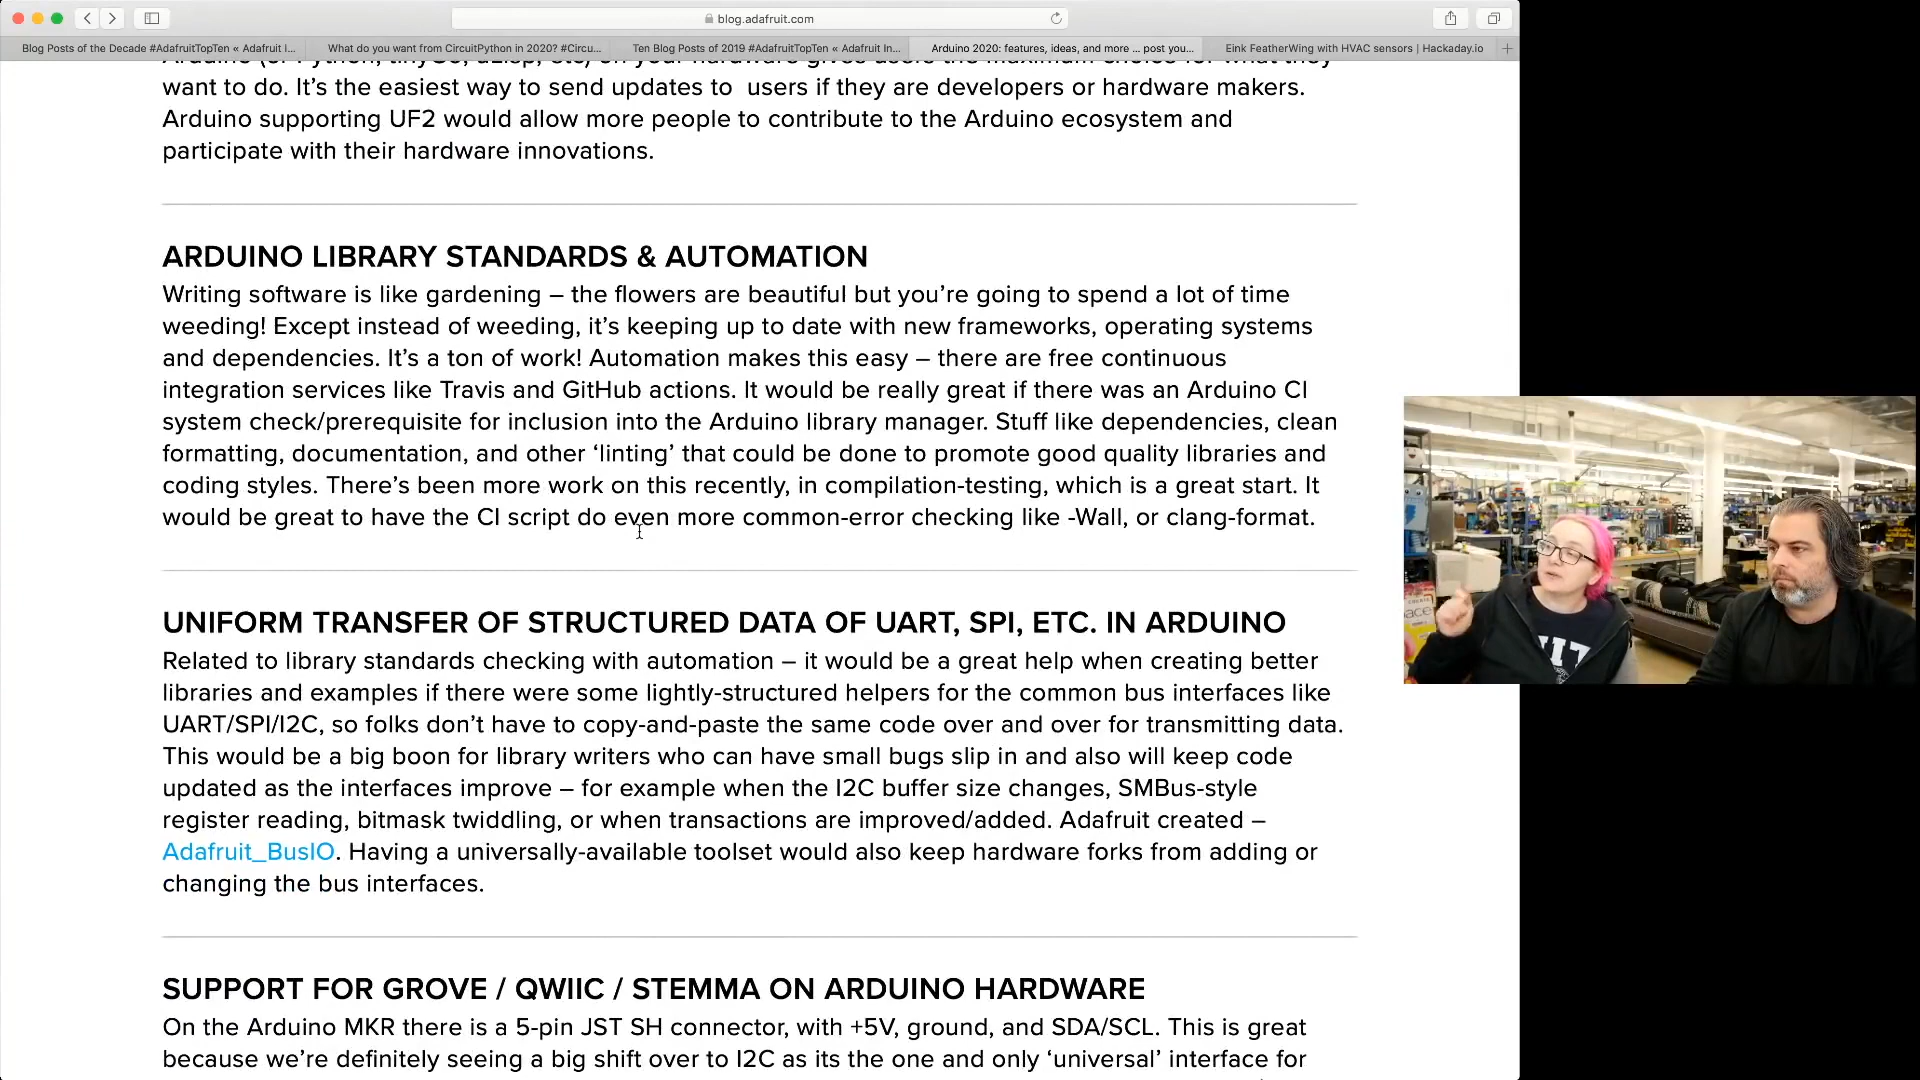 blog.adafruit.com
Blog Posts of the Decade #AdafruitTopTen « Adafruit I...
What do you want from CircuitPython in 2020? #Circu...
Ten Blog Posts of 2019 #AdafruitTopTen « Adafruit In...
Arduino 2020: features, ideas, and more ... post you...
Eink FeatherWing with HVAC sensors | Hackaday.io
want to do. It’s the easiest way to send updates to  users if they are developers or hardware makers.
Arduino supporting UF2 would allow more people to contribute to the Arduino ecosystem and
participate with their hardware innovations.
ARDUINO LIBRARY STANDARDS & AUTOMATION
Writing software is like gardening – the flowers are beautiful but you’re going to spend a lot of time
weeding! Except instead of weeding, it’s keeping up to date with new frameworks, operating systems
and dependencies. It’s a ton of work! Automation makes this easy – there are free continuous
integration services like Travis and GitHub actions. It would be really great if there was an Arduino CI
system check/prerequisite for inclusion into the Arduino library manager. Stuff like dependencies, clean
formatting, documentation, and other ‘linting’ that could be done to promote good quality libraries and
coding styles. There’s been more work on this recently, in compilation-testing, which is a great start. It
would be great to have the CI script do even more common-error checking like -Wall, or clang-format.
UNIFORM TRANSFER OF STRUCTURED DATA OF UART, SPI, ETC. IN ARDUINO
Related to library standards checking with automation – it would be a great help when creating better
libraries and examples if there were some lightly-structured helpers for the common bus interfaces like
UART/SPI/I2C, so folks don’t have to copy-and-paste the same code over and over for transmitting data.
This would be a big boon for library writers who can have small bugs slip in and also will keep code
updated as the interfaces improve – for example when the I2C buffer size changes, SMBus-style
register reading, bitmask twiddling, or when transactions are improved/added. Adafruit created –
Adafruit_BusIO. Having a universally-available toolset would also keep hardware forks from adding or
changing the bus interfaces.
SUPPORT FOR GROVE / QWIIC / STEMMA ON ARDUINO HARDWARE
On the Arduino MKR there is a 5-pin JST SH connector, with +5V, ground, and SDA/SCL. This is great
because we’re definitely seeing a big shift over to I2C as its the one and only ‘universal’ interface for